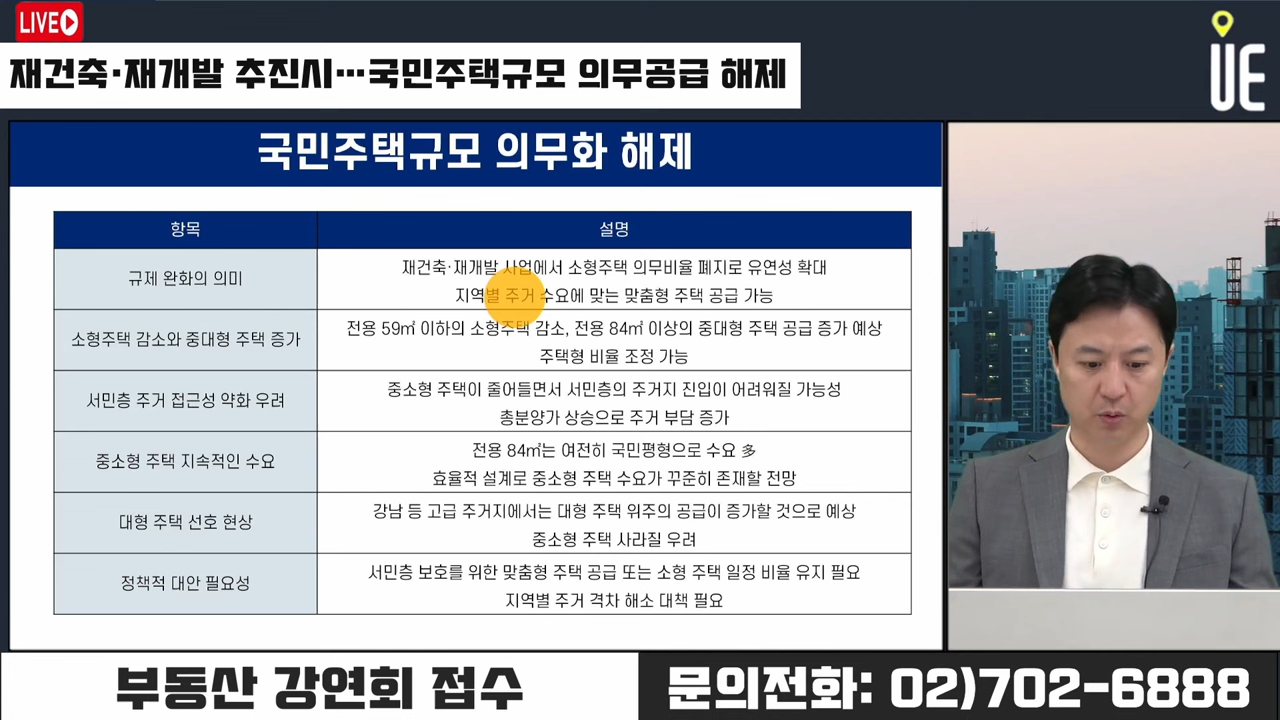 LIVE
재건축·재개발 추진시…국민주택규모 의무공급 해제
UE
국민주택규모 의무화 해제
항목 설명
규제 완화의 의미
재건축·재개발 사업에서 소형주택 의무비율 폐지로 유연성 확대
지역별 주거 수요에 맞는 맞춤형 주택 공급 가능
소형주택 감소와 중대형 주택 증가
전용 59㎡ 이하의 소형주택 감소, 전용 84㎡ 이상의 중대형 주택 공급 증가 예상
주택형 비율 조정 가능
서민층 주거 접근성 약화 우려
중소형 주택이 줄어들면서 서민층의 주거지 진입이 어려워질 가능성
총분양가 상승으로 주거 부담 증가
중소형 주택 지속적인 수요
전용 84㎡는 여전히 국민평형으로 수요 多
효율적 설계로 중소형 주택 수요가 꾸준히 존재할 전망
대형 주택 선호 현상
강남 등 고급 주거지에서는 대형 주택 위주의 공급이 증가할 것으로 예상
중소형 주택 사라질 우려
정책적 대안 필요성
서민층 보호를 위한 맞춤형 주택 공급 또는 소형 주택 일정 비율 유지 필요
지역별 주거 격차 해소 대책 필요
부동산 강연회 접수
문의전화: 02)702-6888